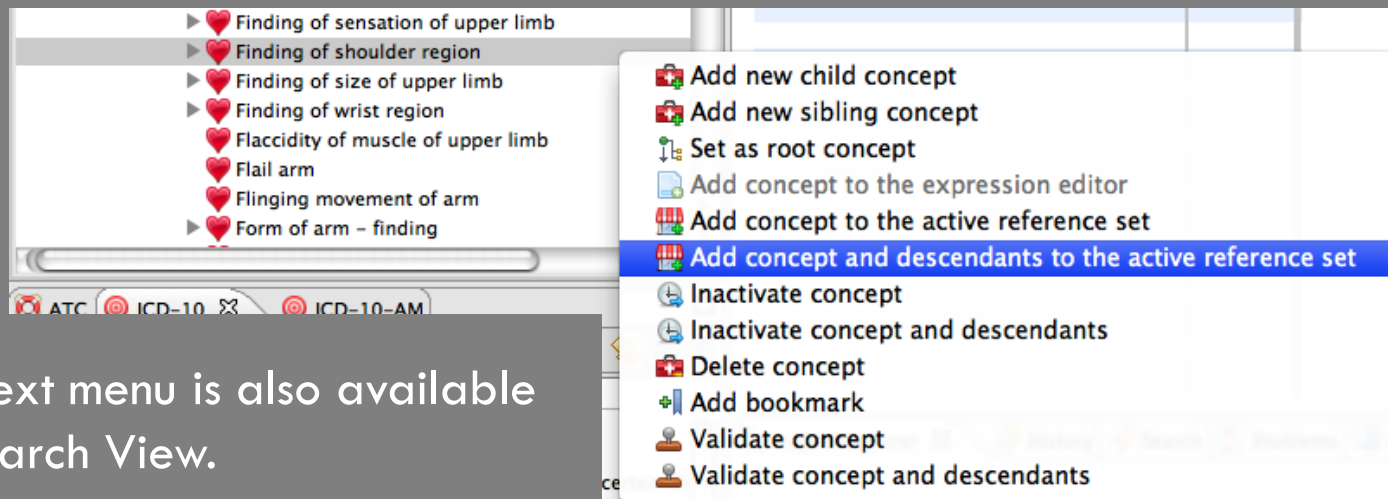 Finding of sensation of upper limb
Finding of shoulder region
Finding of size of upper limb
Finding of wrist region
Flaccidity of muscle of upper limb
Flail arm
Flinging movement of arm
Form of arm – finding
ATC
ICD-10
ICD-10-AM
ext menu is also available
arch View.
Add new child concept
Add new sibling concept
Set as root concept
Add concept to the expression editor
Add concept to the active reference set
Add concept and descendants to the active reference set
Inactivate concept
Inactivate concept and descendants
Delete concept
Add bookmark
Validate concept
Validate concept and descendants
History
Search
Problems